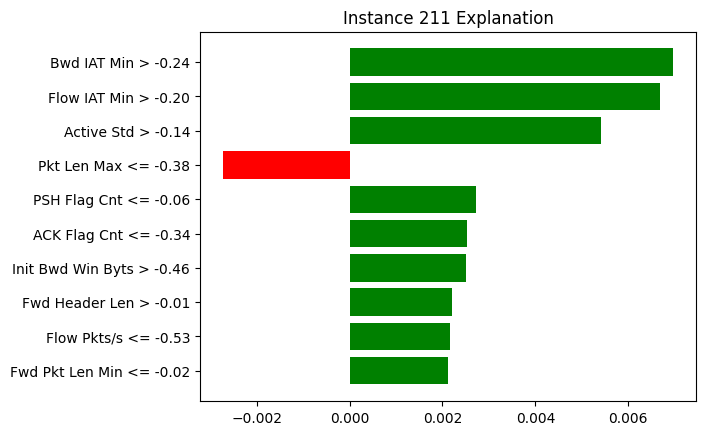 Instance 211 Explanation
Bwd IAT Min > -0.24
Flow IAT Min > -0.20
Active Std > -0.14
Pkt Len Max <= -0.38
PSH Flag Cnt <= -0.06
ACK Flag Cnt <= -0.34
Init Bwd Win Byts > -0.46
Fwd Header Len > -0.01
Flow Pkts/s <= -0.53
Fwd Pkt Len Min <= -0.02
−0.002 0.000 0.002 0.004 0.006